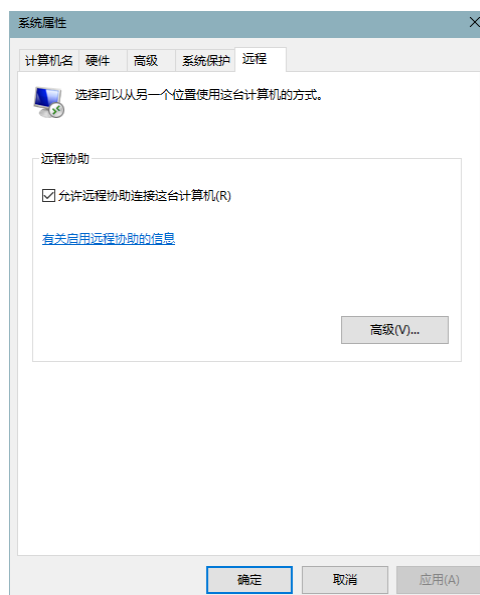 系统属性
计算机名 硬件 高级 系统保护 远程
选择可以从另一个位置使用这台计算机的方式。
远程协助
允许远程协助连接这台计算机(R)
有关启用远程协助的信息
高级(V)...
确定 取消 应用(A)